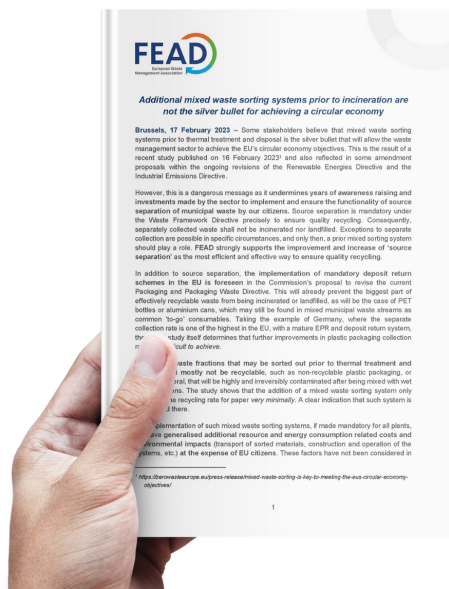 FEAD
European Waste
Management Association
Additional mixed waste sorting systems prior to incineration are
not the silver bullet for achieving a circular economy
Brussels, 17 February 2023 – Some stakeholders believe that mixed waste sorting
systems prior to thermal treatment and disposal is the silver bullet that will allow the waste
management sector to achieve the EU's circular economy objectives. This is the result of a
recent study published on 16 February 2023¹ and also reflected in some amendment
proposals within the ongoing revisions of the Renewable Energies Directive and the
Industrial Emissions Directive.
However, this is a dangerous message as it undermines years of awareness raising and
investments made by the sector to implement and ensure the functionality of source
separation of municipal waste by our citizens. Source separation is mandatory under
the Waste Framework Directive precisely to ensure quality recycling. Consequently,
separately collected waste shall not be incinerated nor landfilled. Exceptions to separate
collection are possible in specific circumstances, and only then, a prior mixed sorting system
should play a role. FEAD strongly supports the improvement and increase of 'source
separation' as the most efficient and effective way to ensure quality recycling.
In addition to source separation, the implementation of mandatory deposit return
schemes in the EU is foreseen in the Commission's proposal to revise the current
Packaging and Packaging Waste Directive. This will already prevent the biggest part of
effectively recyclable waste from being incinerated or landfilled, as will be the case of PET
bottles or aluminium cans, which may still be found in mixed municipal waste streams as
common 'to-go' consumables. Taking the example of Germany, where the separate
collection rate is one of the highest in the EU, with a mature EPR and deposit return system,
study itself determines that further improvements in plastic packaging collection
to achieve.
waste fractions that may be sorted out prior to thermal treatment and
mostly not be recyclable, such as non-recyclable plastic packaging, or
that will be highly and irreversibly contaminated after being mixed with wet
The study shows that the addition of a mixed waste sorting system only
recycling rate for paper very minimally. A clear indication that such system is
there.
implementation of such mixed waste sorting systems, if made mandatory for all plants,
have generalised additional resource and energy consumption related costs and
environmental impacts (transport of sorted materials, construction and operation of the
systems, etc.) at the expense of EU citizens. These factors have not been considered in
¹ https://zerowasteeurope.eu/press-release/mixed-waste-sorting-is-key-to-meeting-the-eus-circular-economy-
objectives/
1